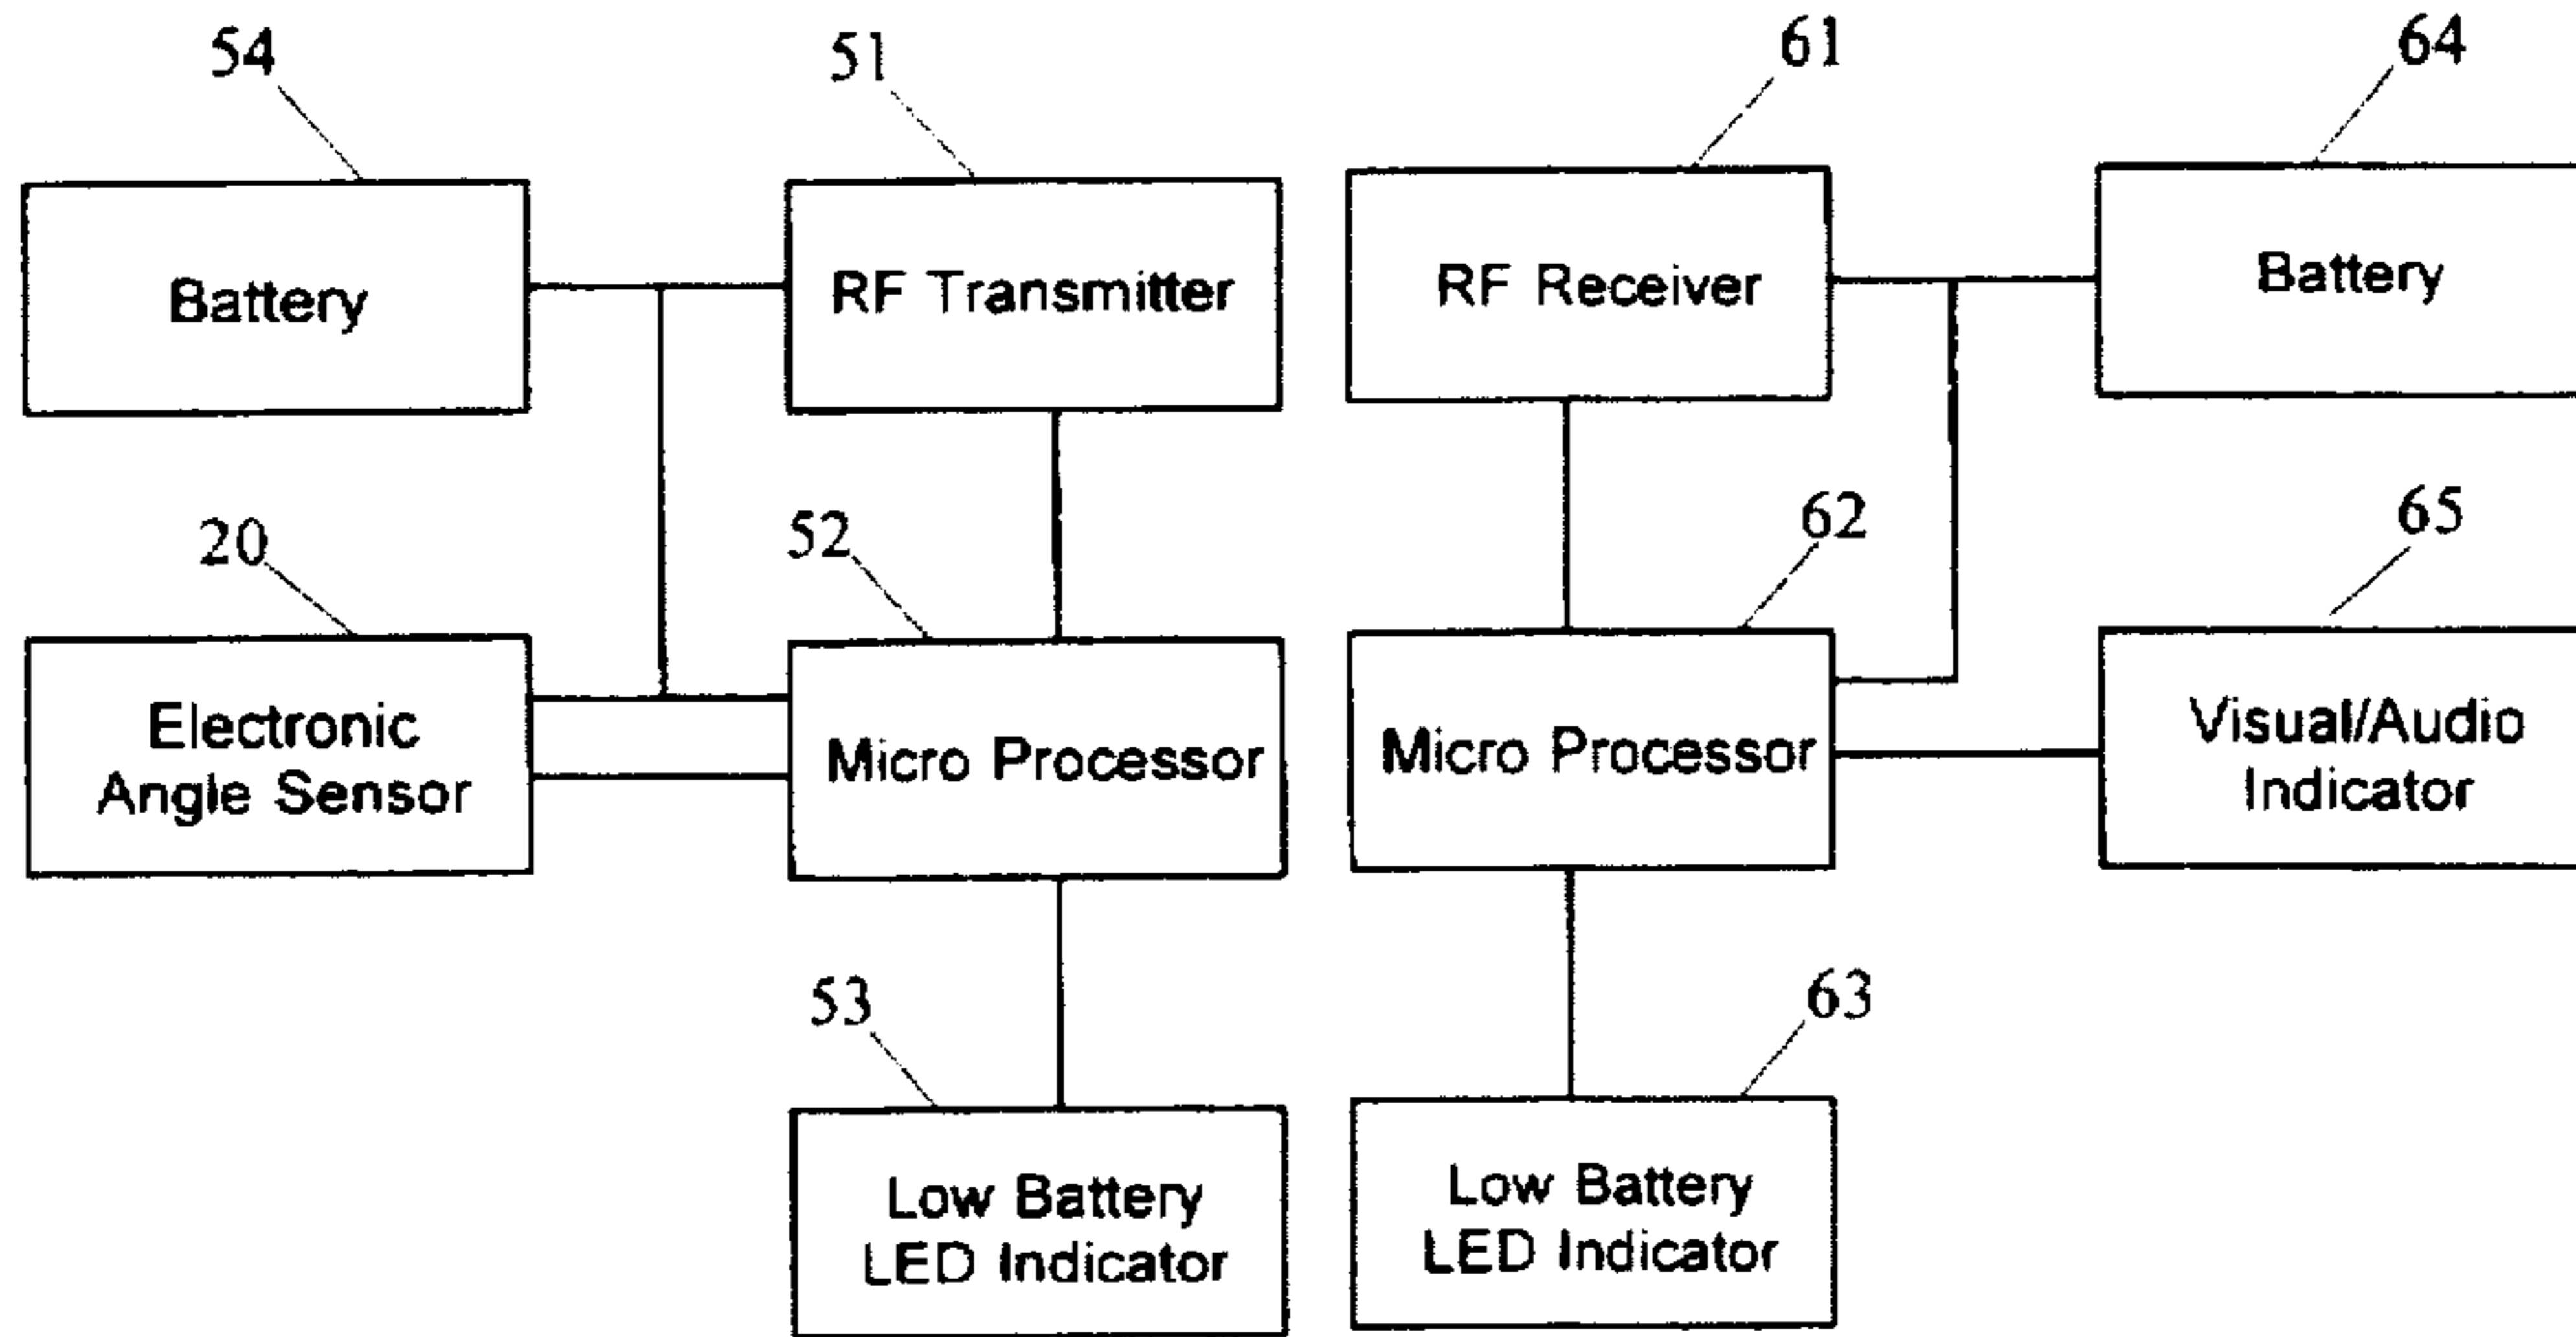 54
51
61
64
Battery
RF Transmitter
RF Receiver
Battery
20
52
62
65
Electronic
Angle Sensor
Micro Processor
Micro Processor
Visual/Audio
Indicator
53
63
Low Battery
LED Indicator
Low Battery
LED Indicator